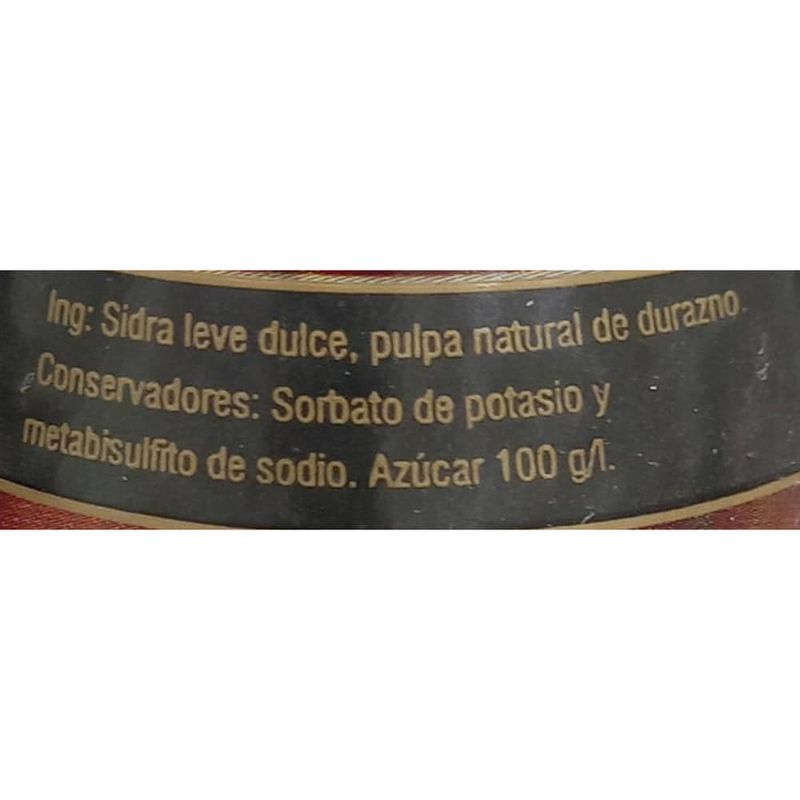 Ing: Sidra leve dulce, pulpa natural de durazno.
Conservadores: Sorbato de potasio y
metabisulfito de sodio. Azúcar 100 g/l.